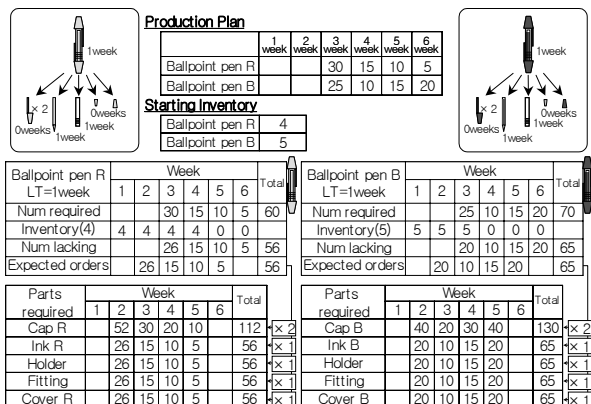 Production Plan
1 week 2 week 3 week 4 week 5 week 6 week
Ballpoint pen R 30 15 10 5
Ballpoint pen B 25 10 15 20
Starting Inventory
Ballpoint pen R 4
Ballpoint pen B 5
1week
× 2
0weeks
1week
1week
0weeks
1week
× 2
0weeks
1week
1week
0weeks
Ballpoint pen R LT=1week Week Total
1 2 3 4 5 6
Num required 30 15 10 5 60
Inventory(4) 4 4 4 4 0 0
Num lacking 26 15 10 5 56
Expected orders 26 15 10 5 56
Ballpoint pen B LT=1week Week Total
1 2 3 4 5 6
Num required 25 10 15 20 70
Inventory(5) 5 5 5 0 0 0
Num lacking 20 10 15 20 65
Expected orders 20 10 15 20 65
Parts required Week Total
1 2 3 4 5 6
Cap R 52 30 20 10 112 × 2
Ink R 26 15 10 5 56 × 1
Holder 26 15 10 5 56 × 1
Fitting 26 15 10 5 56 × 1
Cover R 26 15 10 5 56 × 1
Parts required Week Total
1 2 3 4 5 6
Cap B 40 20 30 40 130 × 2
Ink B 20 10 15 20 65 × 1
Holder 20 10 15 20 65 × 1
Fitting 20 10 15 20 65 × 1
Cover B 20 10 15 20 65 × 1